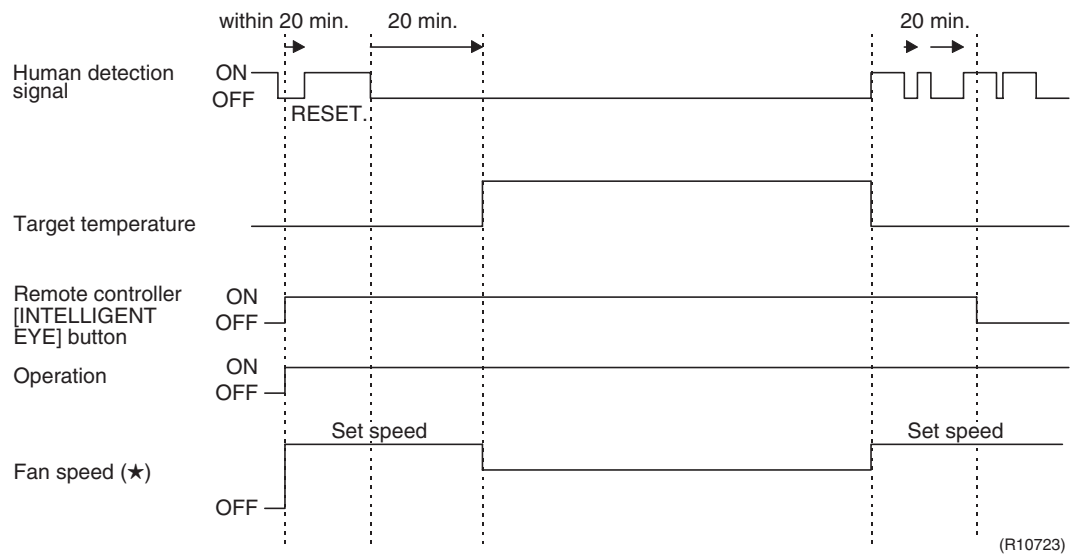 within 20 min.
20 min.
20 min.
Human detection
signal
ON
OFF
RESET.
Target temperature
Remote controller
[INTELLIGENT
EYE] button
ON
OFF
Operation
ON
OFF
Set speed
Set speed
Fan speed (★)
OFF
(R10723)